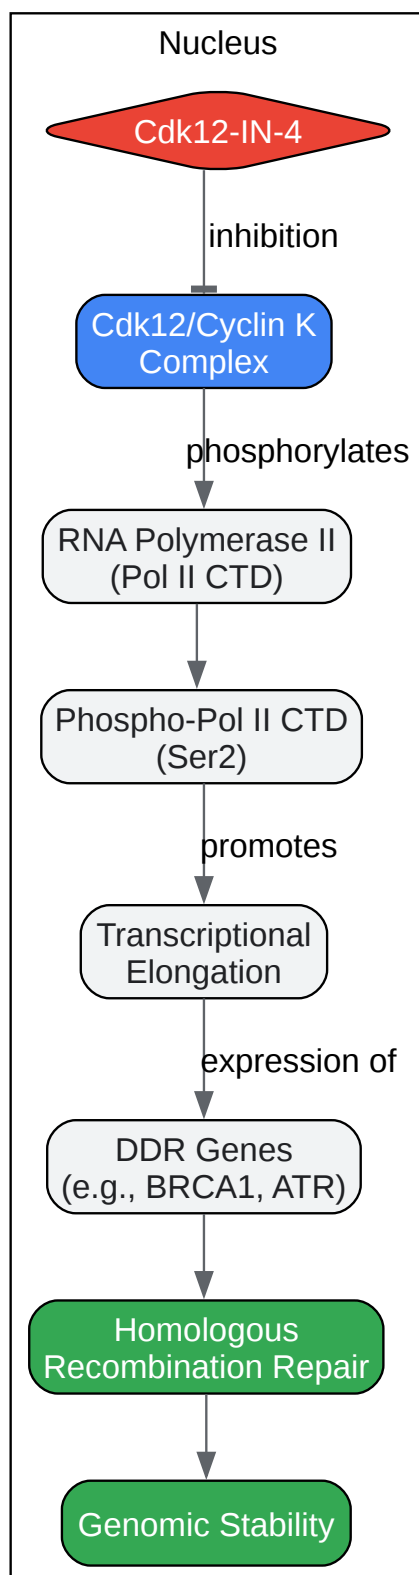 Nucleus
Cdk12-IN-4
inhibition
Cdk12/Cyclin K
Complex
phosphorylates
RNA Polymerase II
(Pol II CTD)
Phospho-Pol II CTD
(Ser2)
promotes
Transcriptional
Elongation
expression of
DDR Genes
(e.g., BRCA1, ATR)
Homologous
Recombination Repair
Genomic Stability